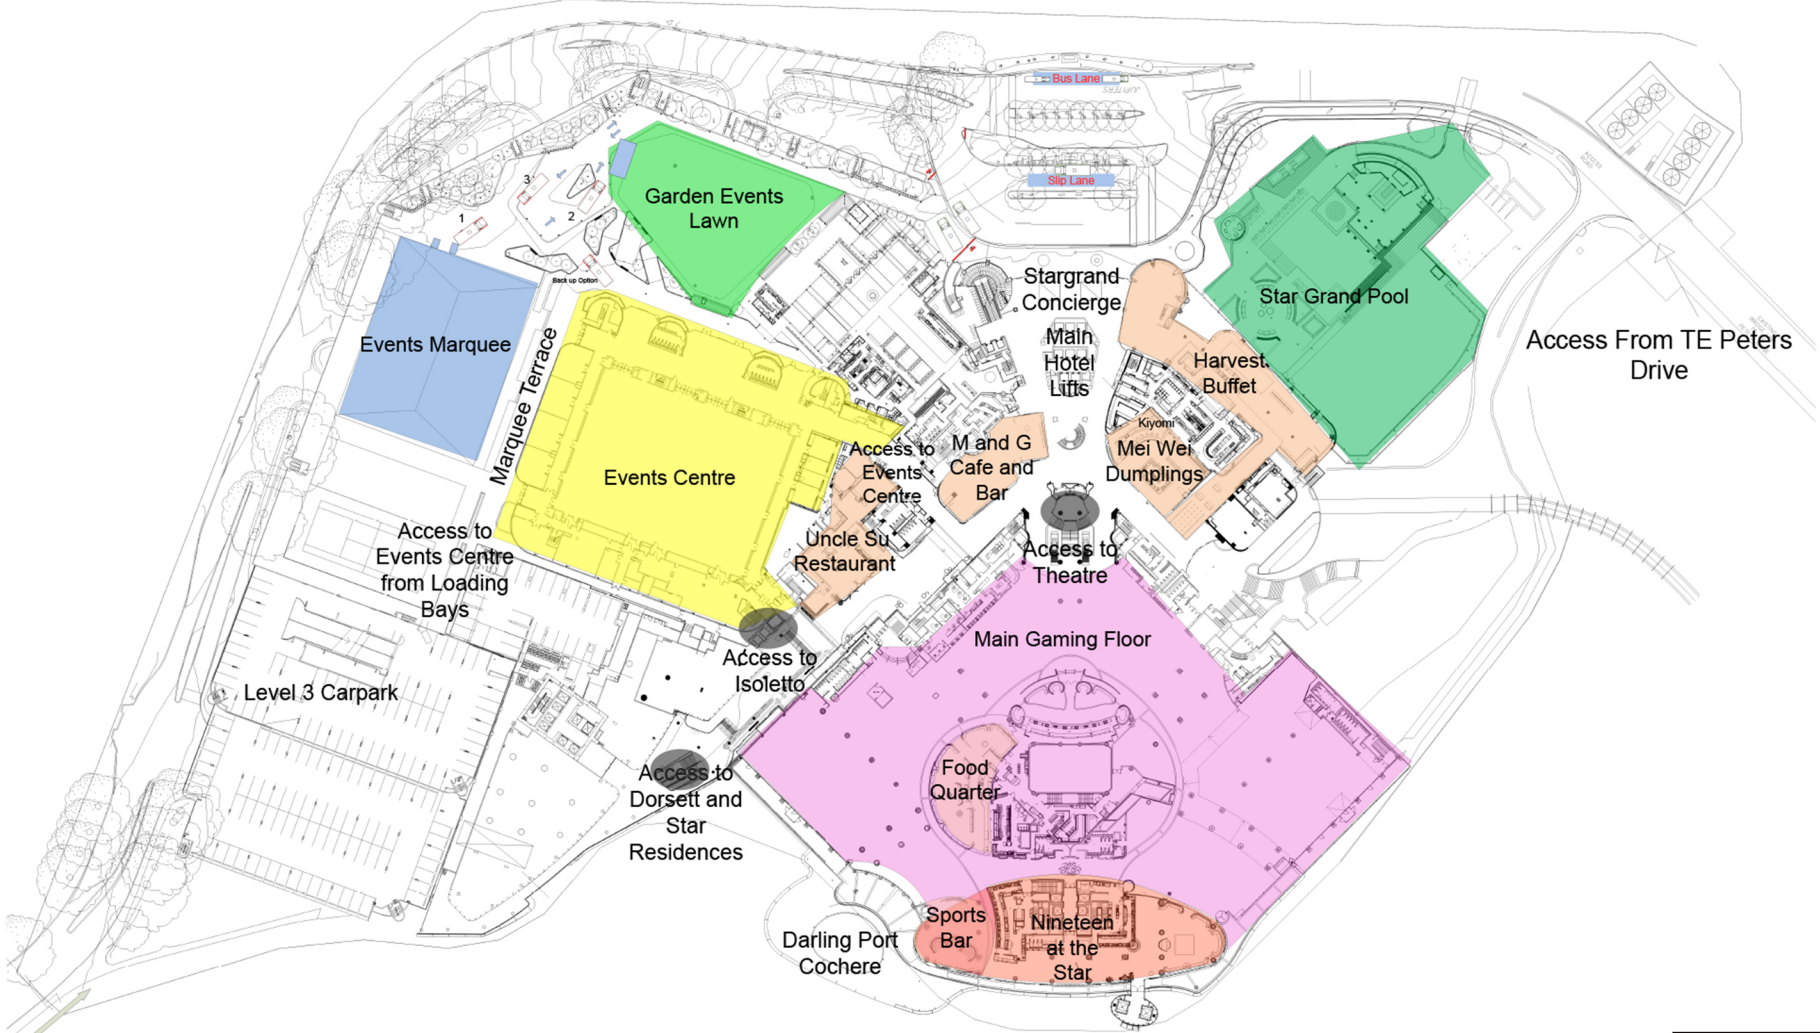 Bus Lane
JUPITERS
Slip Lane
3
1
2
Garden Events
Lawn
Back up Option
Events Marquee
Marquee Terrace
Events Centre
Stargrand
Concierge
Main
Hotel
Lifts
Star Grand Pool
Harvest
Buffet
Access From TE Peters
Drive
Kiyomi
Mei Wei
Dumplings
M and G
Cafe and
Bar
Access to
Events
Centre
Uncle Su
Restaurant
Access to
Events Centre
from Loading
Bays
Access to
Theatre
Main Gaming Floor
Access to
Isoletto
Level 3 Carpark
Access to
Dorsett and
Star
Residences
Food
Quarter
Sports
Bar
Nineteen
at the
Star
Darling Port
Cochere